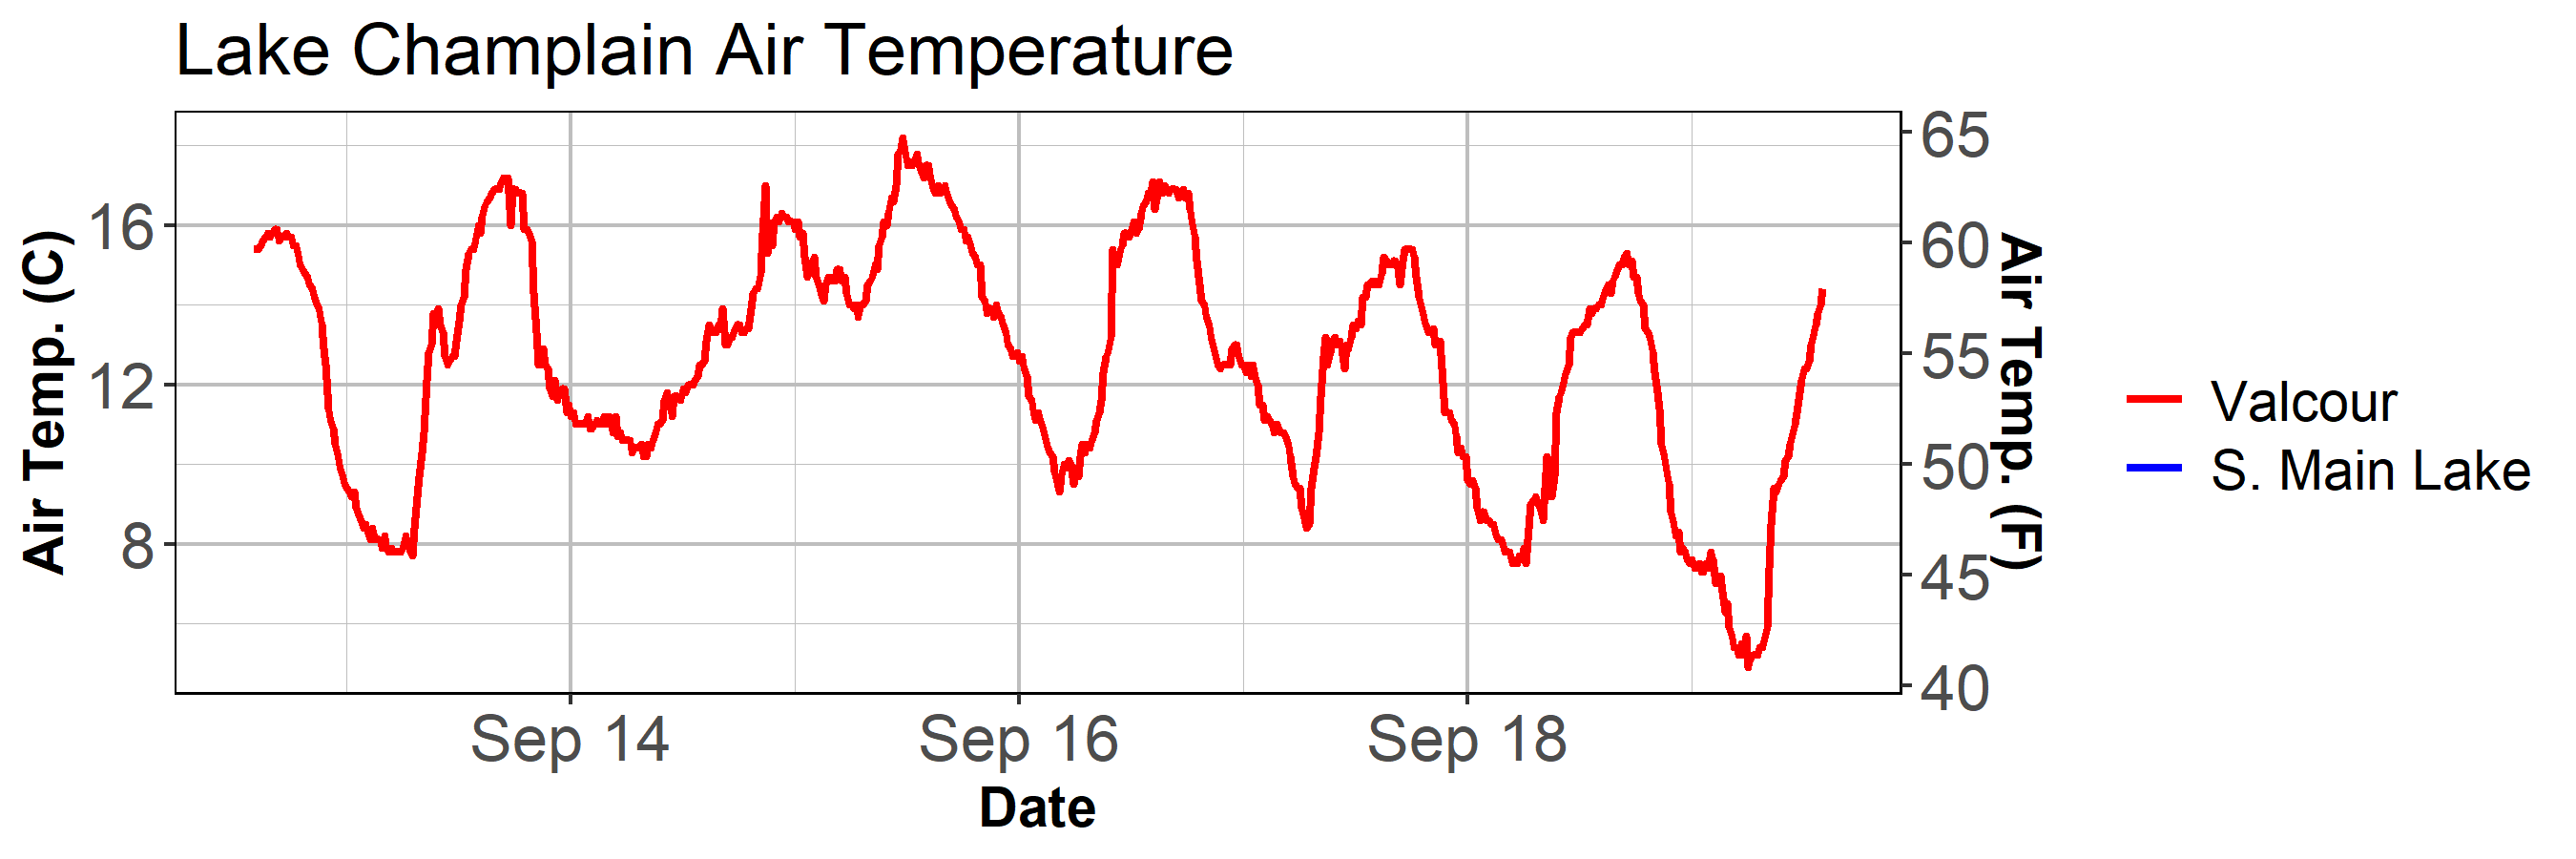 Lake Champlain Air Temperature
Air Temp. (C)
16
12
8
65
60
55
50
45
40
Air Temp. (F)
Sep 14
Sep 16
Sep 18
Date
Valcour
S. Main Lake